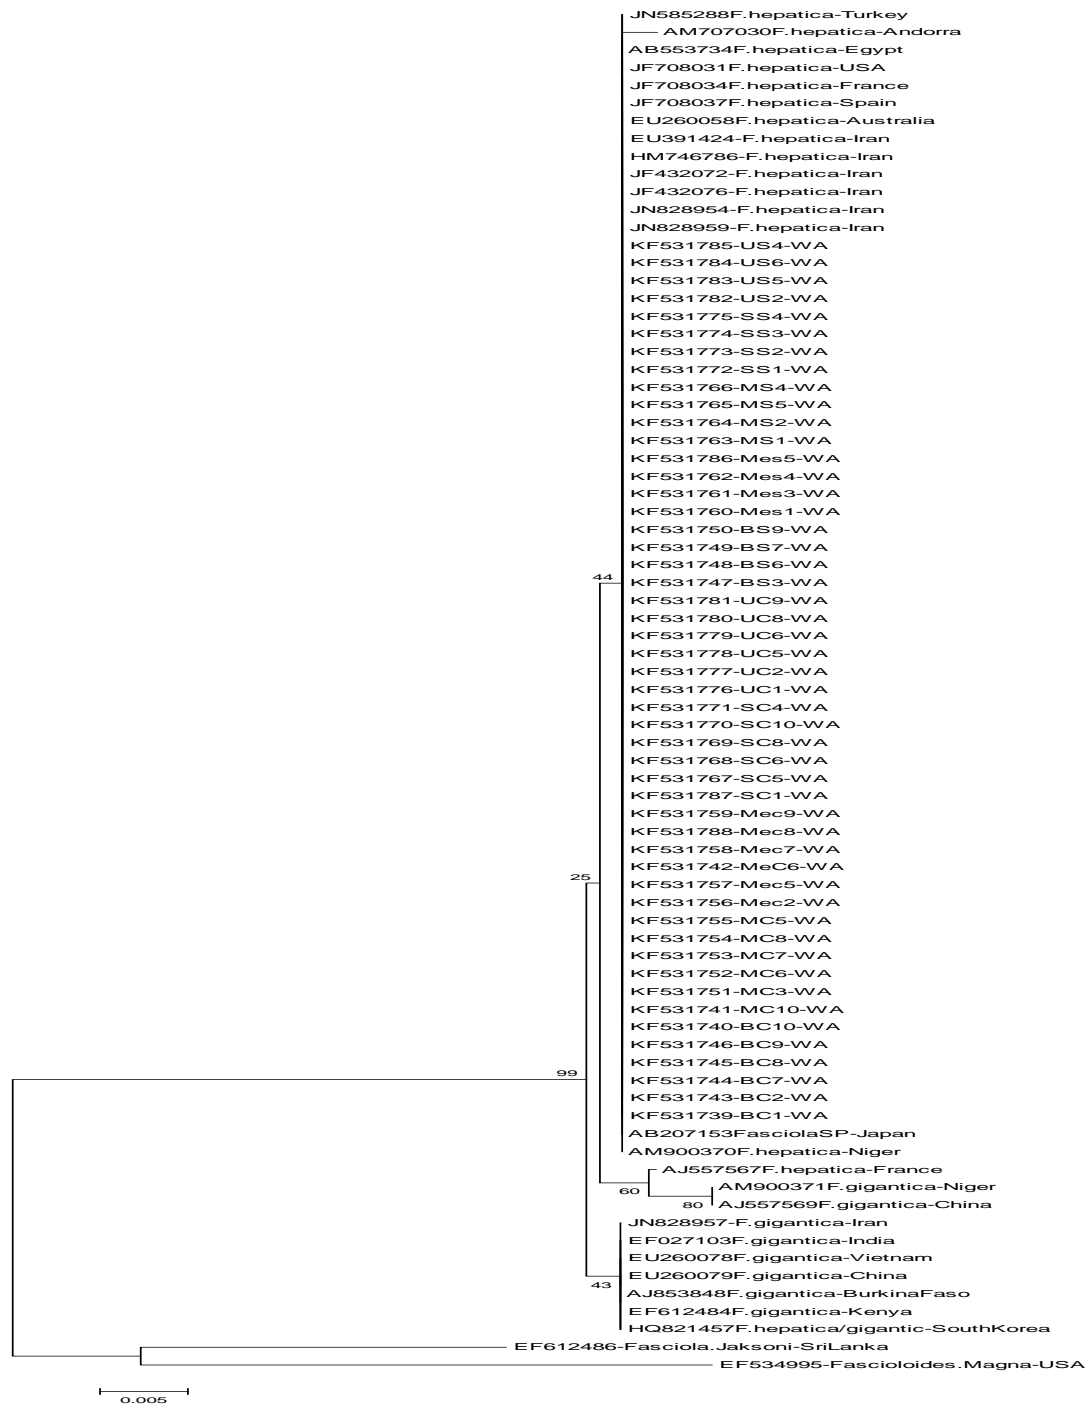 JN585288F.hepatica-Turkey
AM707030F.hepatica-Andorra
AB553734F.hepatica-Egypt
JF708031F.hepatica-USA
JF708034F.hepatica-France
JF708037F.hepatica-Spain
EU260058F.hepatica-Australia
EU391424-F.hepatica-Iran
HM746786-F.hepatica-Iran
JF432072-F.hepatica-Iran
JF432076-F.hepatica-Iran
JN828954-F.hepatica-Iran
JN828959-F.hepatica-Iran
KF531785-US4-WA
KF531784-US6-WA
KF531783-US5-WA
KF531782-US2-WA
KF531775-SS4-WA
KF531774-SS3-WA
KF531773-SS2-WA
KF531772-SS1-WA
KF531766-MS4-WA
KF531765-MS5-WA
KF531764-MS2-WA
KF531763-MS1-WA
KF531786-Mes5-WA
KF531762-Mes4-WA
KF531761-Mes3-WA
KF531760-Mes1-WA
KF531750-BS9-WA
KF531749-BS7-WA
KF531748-BS6-WA
44
KF531747-BS3-WA
KF531781-UC9-WA
KF531780-UC8-WA
KF531779-UC6-WA
KF531778-UC5-WA
KF531777-UC2-WA
KF531776-UC1-WA
KF531771-SC4-WA
KF531770-SC10-WA
KF531769-SC8-WA
KF531768-SC6-WA
KF531767-SC5-WA
KF531787-SC1-WA
KF531759-Mec9-WA
KF531788-Mec8-WA
KF531758-Mec7-WA
KF531742-MeC6-WA
25
KF531757-Mec5-WA
KF531756-Mec2-WA
KF531755-MC5-WA
KF531754-MC8-WA
KF531753-MC7-WA
KF531752-MC6-WA
KF531751-MC3-WA
KF531741-MC10-WA
KF531740-BC10-WA
KF531746-BC9-WA
KF531745-BC8-WA
99
KF531744-BC7-WA
KF531743-BC2-WA
KF531739-BC1-WA
AB207153FasciolaSP-Japan
AM900370F.hepatica-Niger
AJ557567F.hepatica-France
60
AM900371F.gigantica-Niger
80
AJ557569F.gigantica-China
JN828957-F.gigantica-Iran
EF027103F.gigantica-India
EU260078F.gigantica-Vietnam
EU260079F.gigantica-China
43
AJ853848F.gigantica-BurkinaFaso
EF612484F.gigantica-Kenya
HQ821457F.hepatica/gigantic-SouthKorea
EF612486-Fasciola.Jaksoni-SriLanka
EF534995-Fascioloides.Magna-USA
0.005